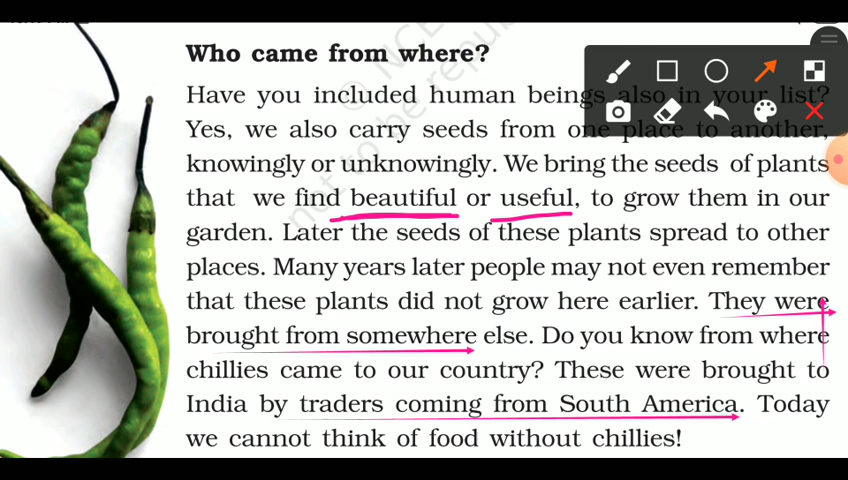 Who came from where?
Have you included human beings also in your list?
Yes, we also carry seeds from one place to another,
knowingly or unknowingly. We bring the seeds of plants
that we find beautiful or useful, to grow them in our
garden. Later the seeds of these plants spread to other
places. Many years later people may not even remember
that these plants did not grow here earlier. They were
brought from somewhere else. Do you know from where
chillies came to our country? These were brought to
India by traders coming from South America. Today
we cannot think of food without chillies!